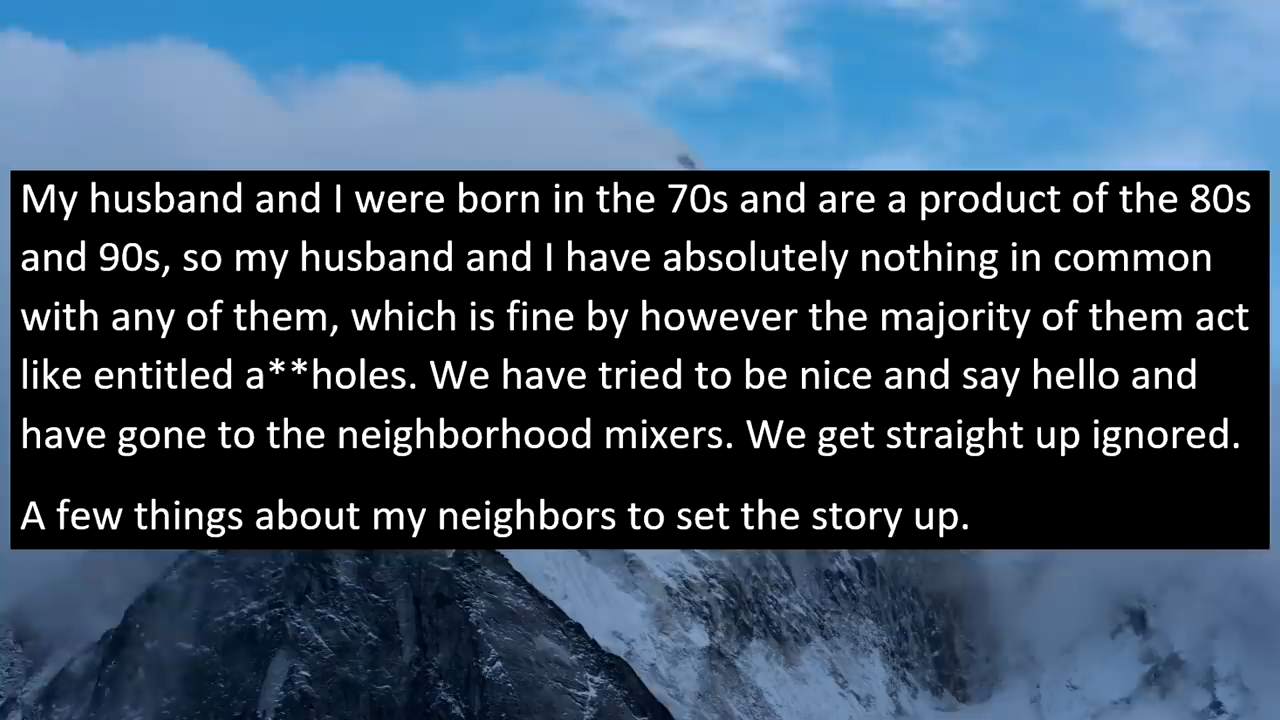 My husband and I were born in the 70s and are a product of the 80s
and 90s, so my husband and I have absolutely nothing in common
with any of them, which is fine by however the majority of them act
like entitled a**holes. We have tried to be nice and say hello and
have gone to the neighborhood mixers. We get straight up ignored.
A few things about my neighbors to set the story up.